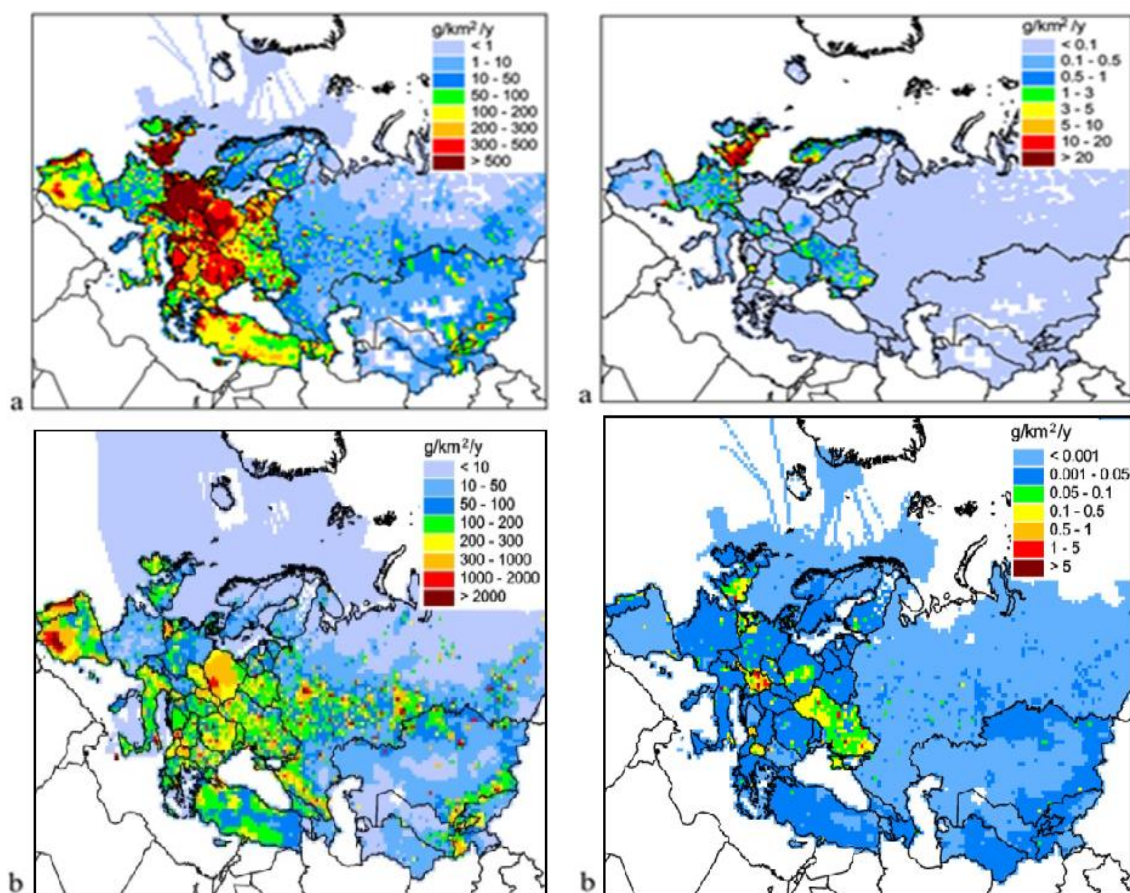 g/km²/y
< 1
1 - 10
10 - 50
50 - 100
100 - 200
200 - 300
300 - 500
> 500
a
g/km²/y
< 0.1
0.1 - 0.5
0.5 - 1
1 - 3
3 - 5
5 - 10
10 - 20
> 20
a
g/km²/y
< 10
10 - 50
50 - 100
100 - 200
200 - 300
300 - 1000
1000 - 2000
> 2000
b
g/km²/y
< 0.001
0.001 - 0.05
0.05 - 0.1
0.1 - 0.5
0.5 - 1
1 - 5
> 5
b